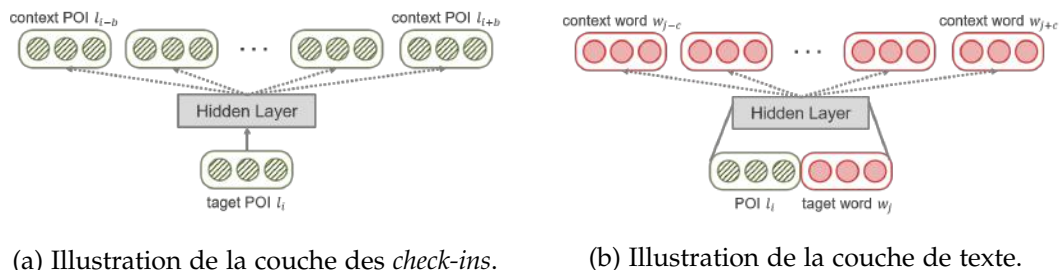 context POI l_{i-b}
context POI l_{i+b}
...
Hidden Layer
taget POI l_i
(a) Illustration de la couche des check-ins.
context word w_{j-c}
context word w_{j+c}
...
Hidden Layer
POI l_i
taget word w_j
(b) Illustration de la couche de texte.